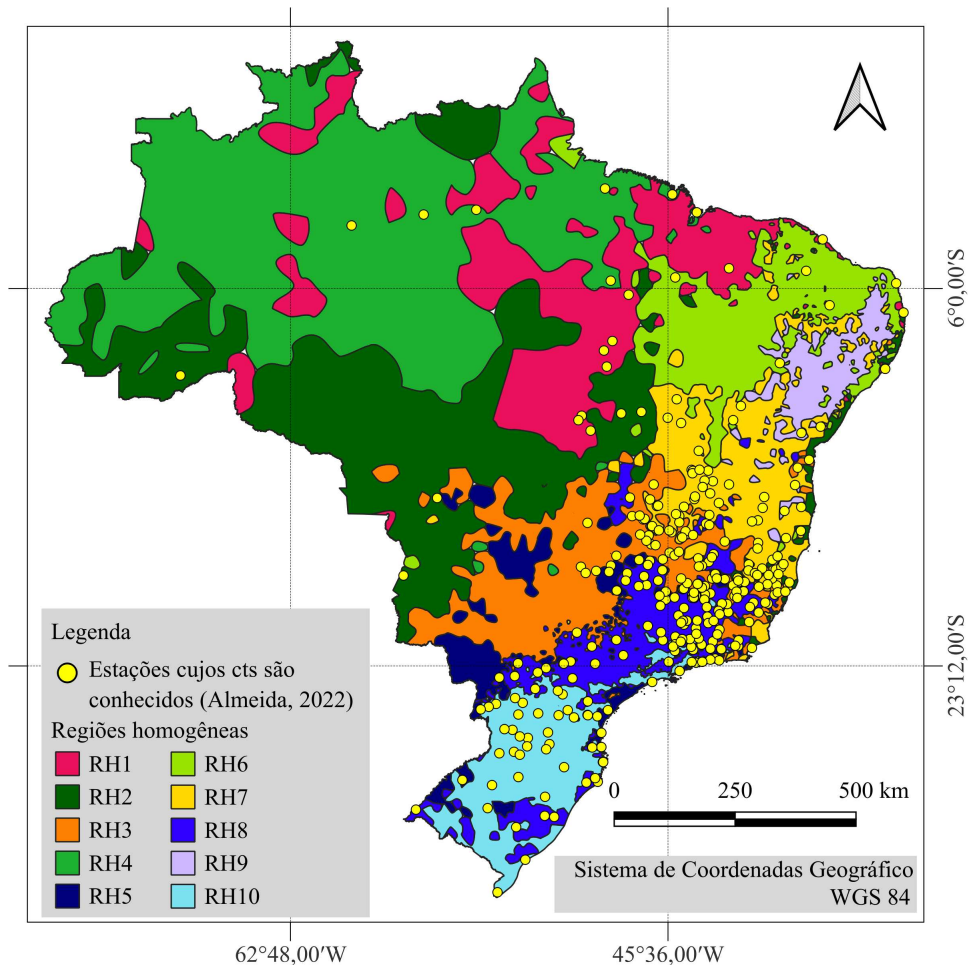 6°0,00'S
23°12,00'S
Legenda
Estações cujos cts são
conhecidos (Almeida, 2022)
Regiões homogêneas
RH1
RH6
RH2
RH7
RH3
RH8
RH4
RH9
RH5
RH10
0 250 500 km
Sistema de Coordenadas Geográfico
WGS 84
62°48,00'W
45°36,00'W